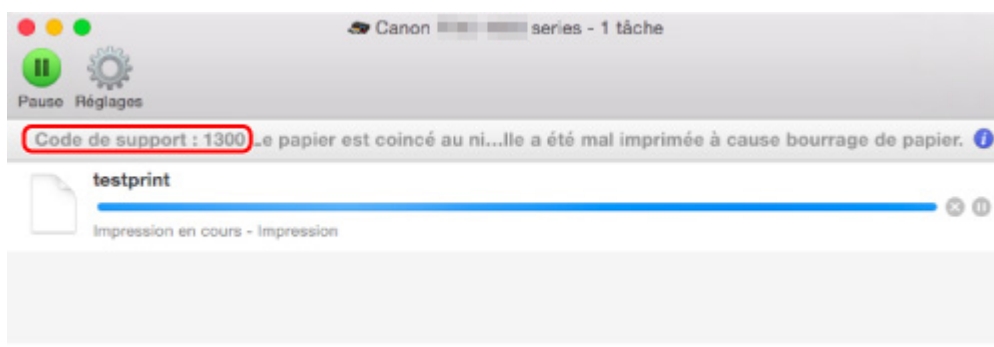 Canon series - 1 tâche
Pause Réglages
Code de support : 1300 Le papier est coincé au ni...lle a été mal imprimée à cause bourrage de papier.
testprint
Impression en cours - Impression